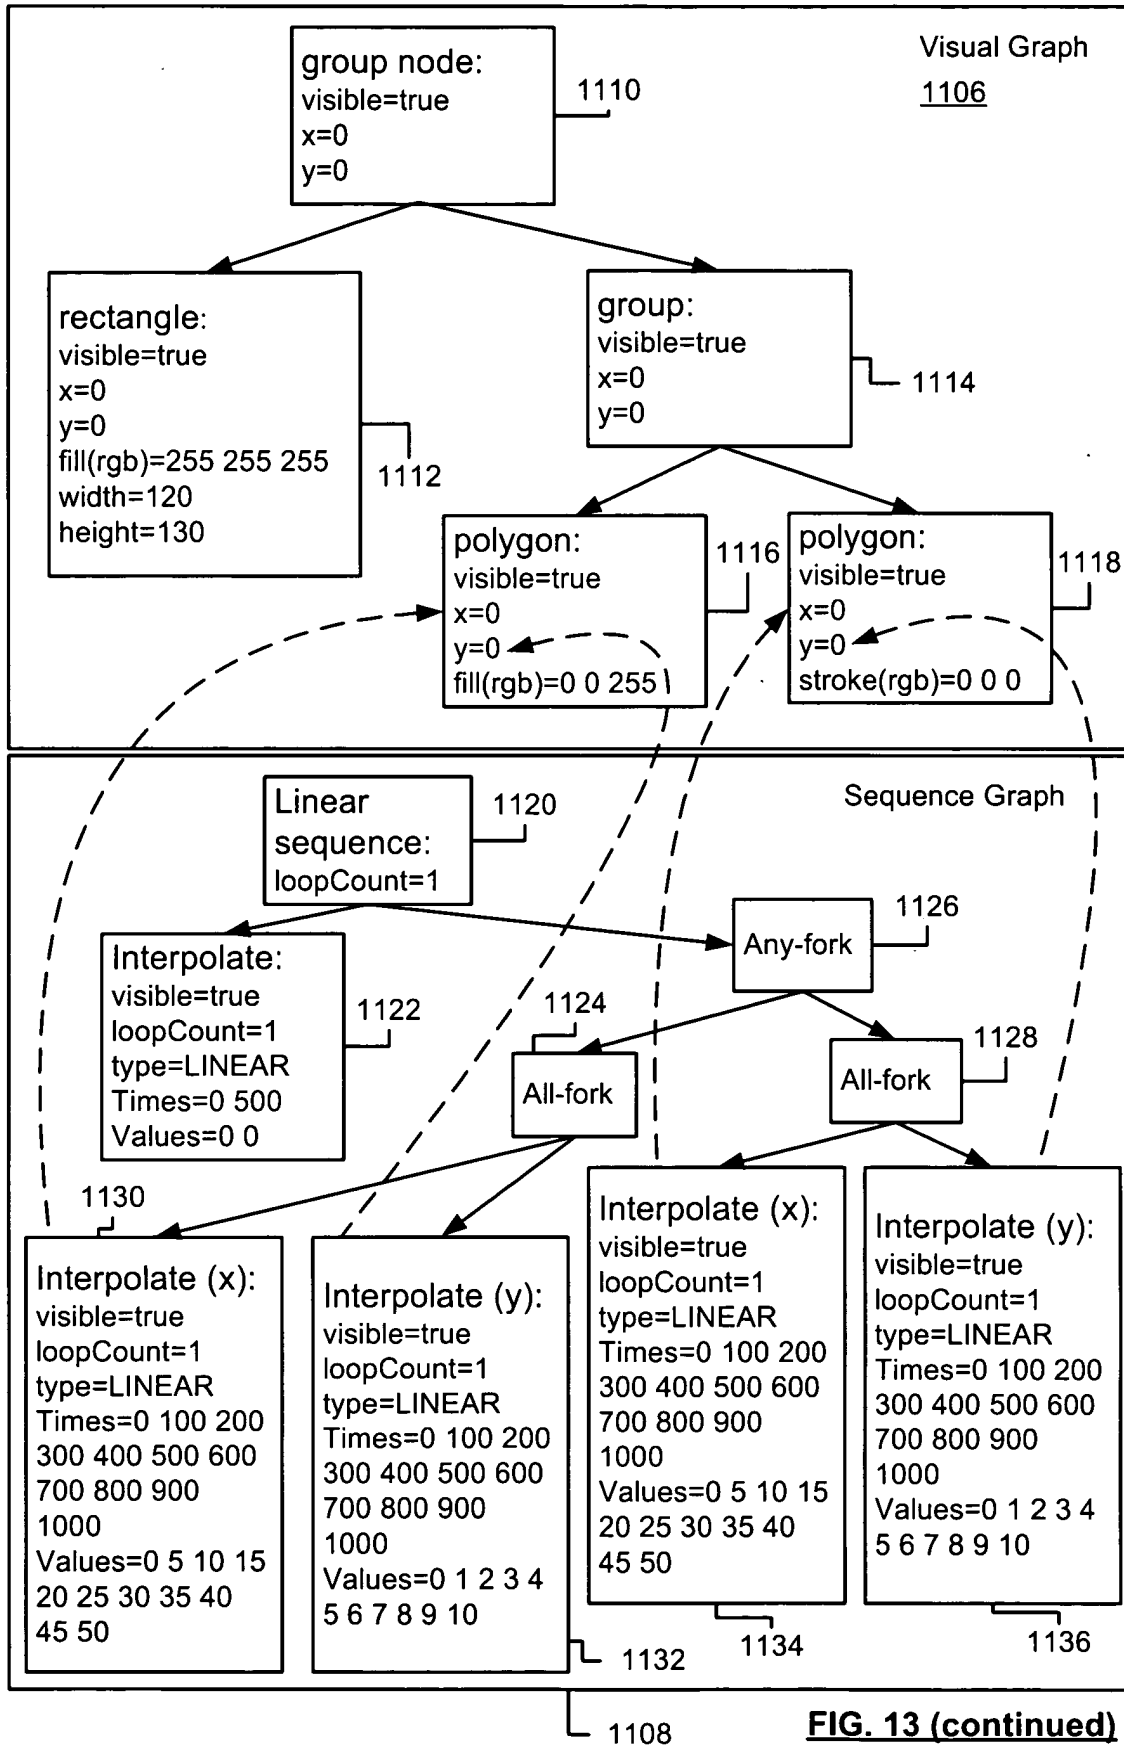 Visual Graph
1106
group node:
visible=true
x=0
y=0
1110
rectangle:
visible=true
x=0
y=0
fill(rgb)=255 255 255
width=120
height=130
1112
group:
visible=true
x=0
y=0
1114
polygon:
visible=true
x=0
y=0
fill(rgb)=0 0 255
1116
polygon:
visible=true
x=0
y=0
stroke(rgb)=0 0 0
1118
Sequence Graph
Linear
sequence:
loopCount=1
1120
Interpolate:
visible=true
loopCount=1
type=LINEAR
Times=0 500
Values=0 0
1122
Any-fork
1126
1124
All-fork
All-fork
1128
1130
Interpolate (x):
visible=true
loopCount=1
type=LINEAR
Times=0 100 200
300 400 500 600
700 800 900
1000
Values=0 5 10 15
20 25 30 35 40
45 50
Interpolate (y):
visible=true
loopCount=1
type=LINEAR
Times=0 100 200
300 400 500 600
700 800 900
1000
Values=0 1 2 3 4
5 6 7 8 9 10
1132
Interpolate (x):
visible=true
loopCount=1
type=LINEAR
Times=0 100 200
300 400 500 600
700 800 900
1000
Values=0 5 10 15
20 25 30 35 40
45 50
1134
Interpolate (y):
visible=true
loopCount=1
type=LINEAR
Times=0 100 200
300 400 500 600
700 800 900
1000
Values=0 1 2 3 4
5 6 7 8 9 10
1136
1108
FIG. 13 (continued)